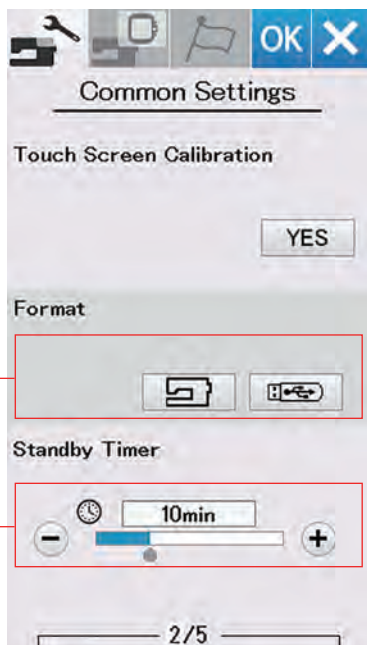 OK
Common Settings
Touch Screen Calibration
YES
Format
Standby Timer
10min
2/5